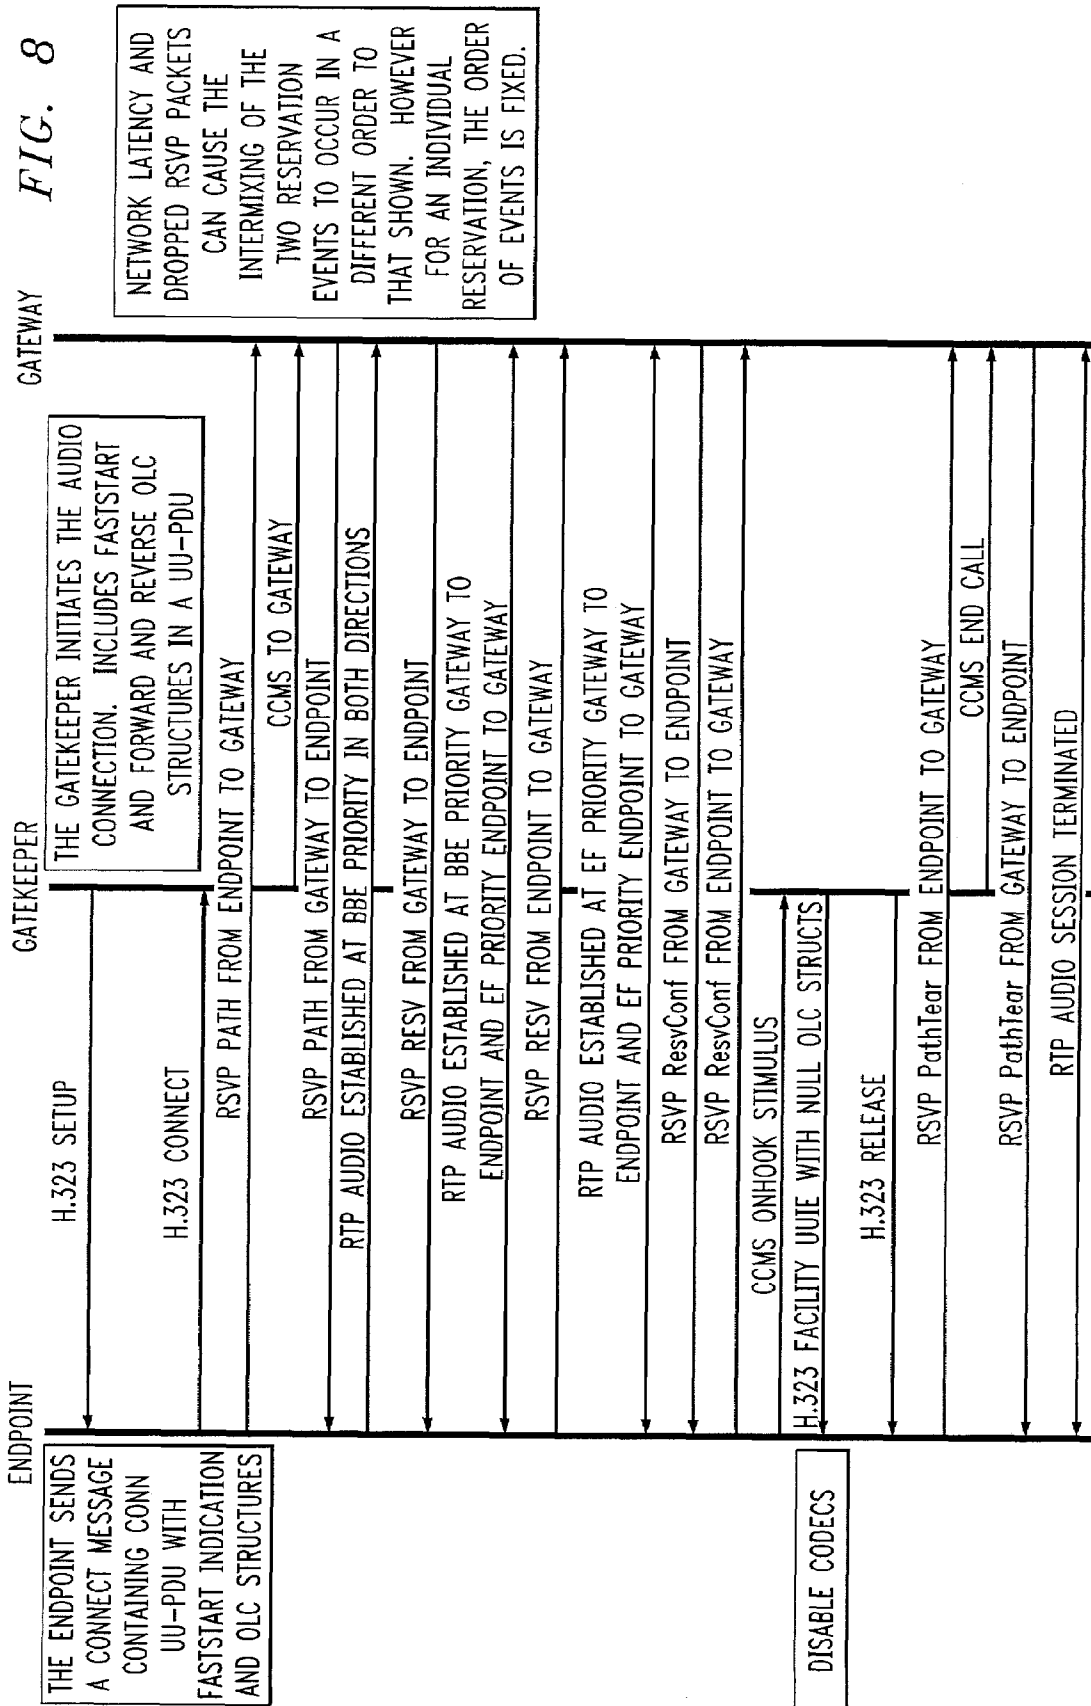 FIG. 8
ENDPOINT
GATEKEEPER
GATEWAY
THE ENDPOINT SENDS
A CONNECT MESSAGE
CONTAINING CONN
UU-PDU WITH
FASTSTART INDICATION
AND OLC STRUCTURES
H.323 SETUP
THE GATEKEEPER INITIATES THE AUDIO
CONNECTION. INCLUDES FASTSTART
AND FORWARD AND REVERSE OLC
STRUCTURES IN A UU-PDU
NETWORK LATENCY AND
DROPPED RSVP PACKETS
CAN CAUSE THE
INTERMIXING OF THE
TWO RESERVATION
EVENTS TO OCCUR IN A
DIFFERENT ORDER TO
THAT SHOWN. HOWEVER
FOR AN INDIVIDUAL
RESERVATION, THE ORDER
OF EVENTS IS FIXED.
H.323 CONNECT
RSVP PATH FROM ENDPOINT TO GATEWAY
CCMS TO GATEWAY
RSVP PATH FROM GATEWAY TO ENDPOINT
RTP AUDIO ESTABLISHED AT BBE PRIORITY IN BOTH DIRECTIONS
RSVP RESV FROM GATEWAY TO ENDPOINT
RTP AUDIO ESTABLISHED AT BBE PRIORITY GATEWAY TO
ENDPOINT AND EF PRIORITY ENDPOINT TO GATEWAY
RSVP RESV FROM ENDPOINT TO GATEWAY
RTP AUDIO ESTABLISHED AT EF PRIORITY GATEWAY TO
ENDPOINT AND EF PRIORITY ENDPOINT TO GATEWAY
RSVP ResvConf FROM GATEWAY TO ENDPOINT
RSVP ResvConf FROM ENDPOINT TO GATEWAY
CCMS ONHOOK STIMULUS
H.323 FACILITY UUIE WITH NULL OLC STRUCTS
DISABLE CODECS
H.323 RELEASE
RSVP PathTear FROM ENDPOINT TO GATEWAY
CCMS END CALL
RSVP PathTear FROM GATEWAY TO ENDPOINT
RTP AUDIO SESSION TERMINATED